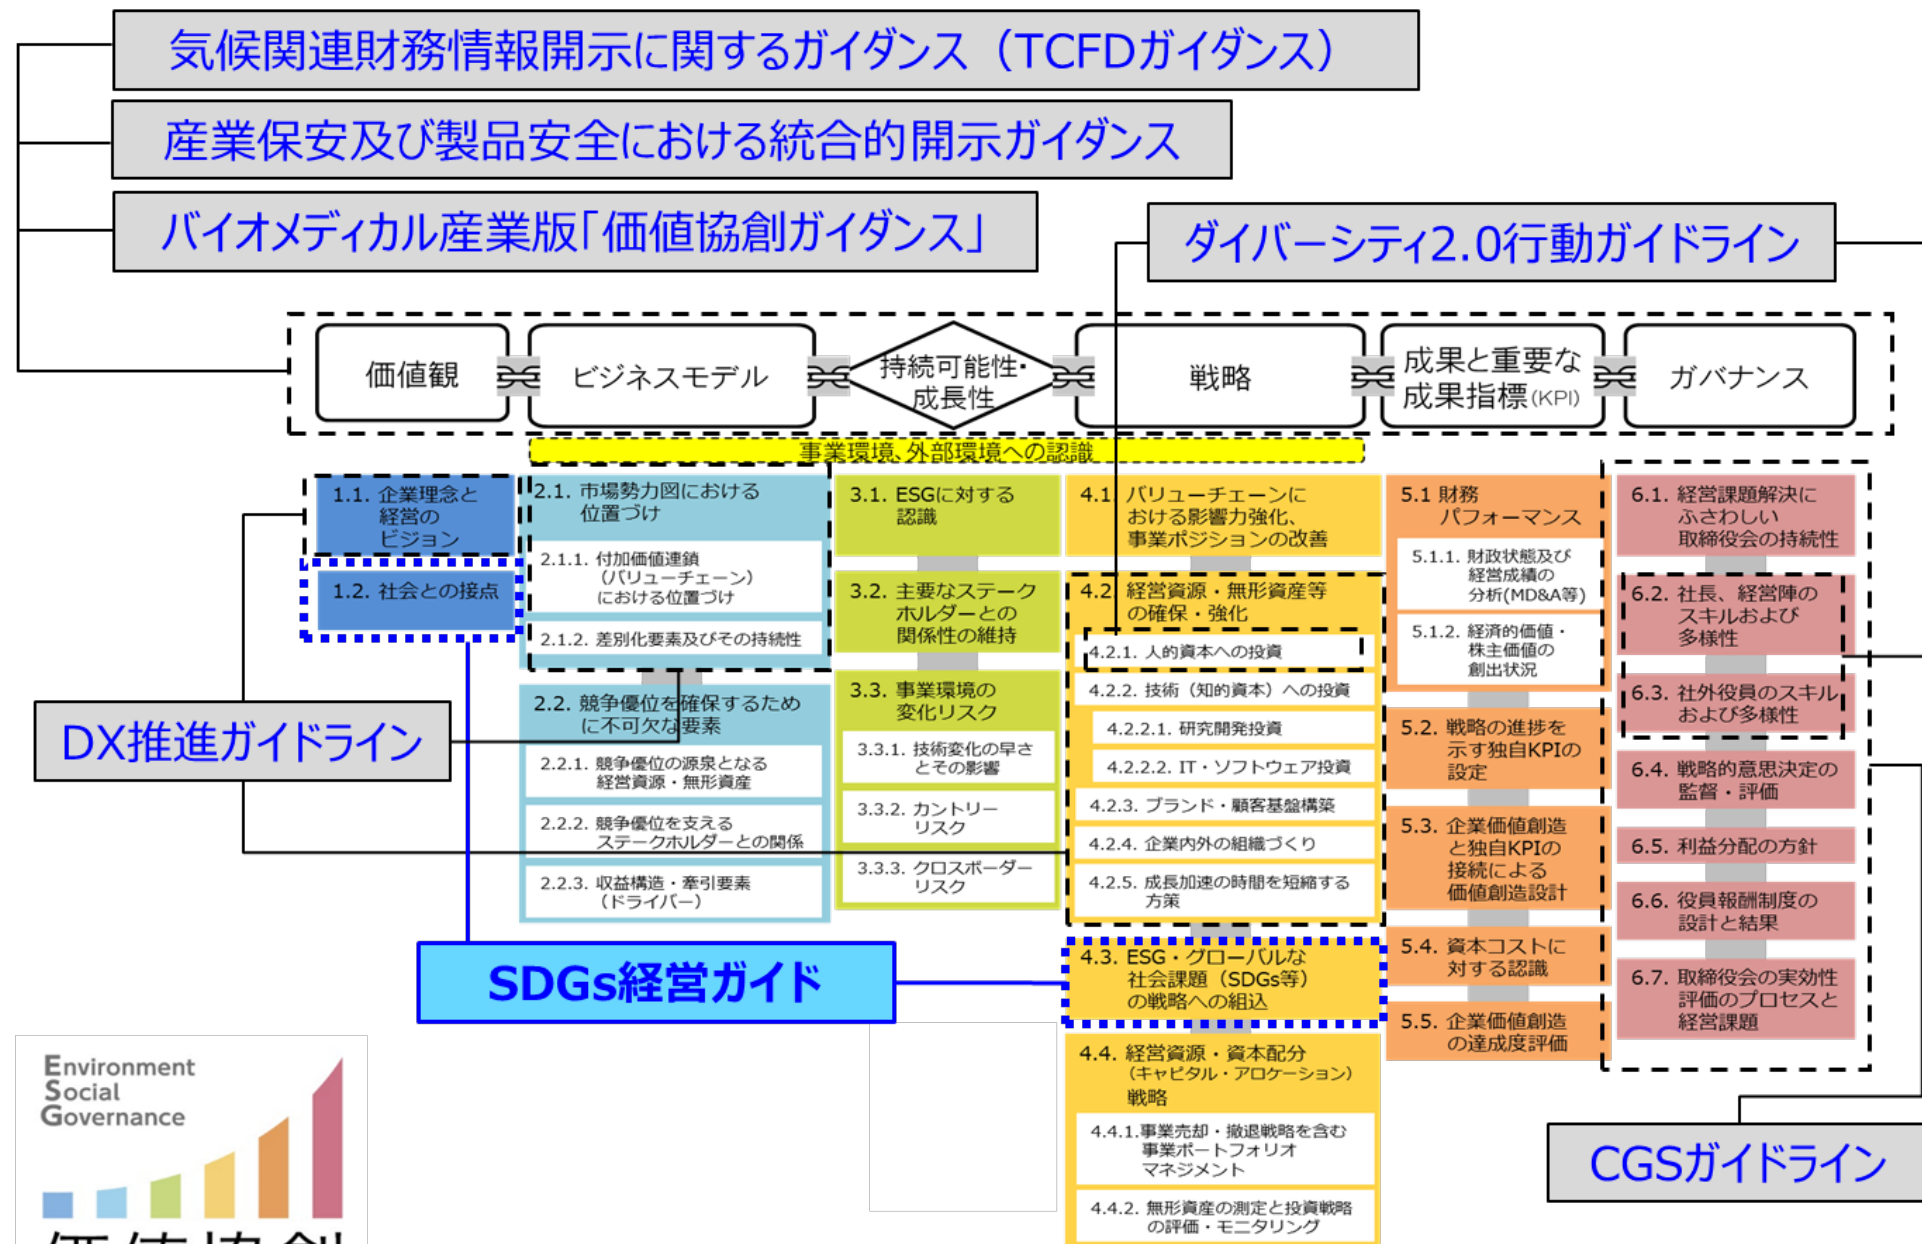 気候関連財務情報開示に関するガイダンス（TCFDガイダンス）
産業保安及び製品安全における統合的開示ガイダンス
バイオメディカル産業版「価値協創ガイダンス」
ダイバーシティ2.0行動ガイドライン
価値観
ビジネスモデル
持続可能性・
成長性
戦略
成果と重要な
成果指標(KPI)
ガバナンス
事業環境、外部環境への認識
1.1. 企業理念と
経営の
ビジョン
1.2. 社会との接点
2.1. 市場勢力図における
位置づけ
2.1.1. 付加価値連鎖
（バリューチェーン）
における位置づけ
2.1.2. 差別化要素及びその持続性
2.2. 競争優位を確保するため
に不可欠な要素
2.2.1. 競争優位の源泉となる
経営資源・無形資産
2.2.2. 競争優位を支える
ステークホルダーとの関係
2.2.3. 収益構造・牽引要素
（ドライバー）
3.1. ESGに対する
認識
3.2. 主要なステーク
ホルダーとの
関係性の維持
3.3. 事業環境の
変化リスク
3.3.1. 技術変化の早さ
とその影響
3.3.2. カントリー
リスク
3.3.3. クロスボーダー
リスク
4.1. バリューチェーンに
おける影響力強化、
事業ポジションの改善
4.2. 経営資源・無形資産等
の確保・強化
4.2.1. 人的資本への投資
4.2.2. 技術（知的資本）への投資
4.2.2.1. 研究開発投資
4.2.2.2. IT・ソフトウェア投資
4.2.3. ブランド・顧客基盤構築
4.2.4. 企業内外の組織づくり
4.2.5. 成長加速の時間を短縮する
方策
4.3. ESG・グローバルな
社会課題（SDGs等）
の戦略への組込
4.4. 経営資源・資本配分
（キャピタル・アロケーション）
戦略
4.4.1.事業売却・撤退戦略を含む
事業ポートフォリオ
マネジメント
4.4.2. 無形資産の測定と投資戦略
の評価・モニタリング
5.1 財務
パフォーマンス
5.1.1. 財政状態及び
経営成績の
分析(MD&A等)
5.1.2. 経済的価値・
株主価値の
創出状況
5.2. 戦略の進捗を
示す独自KPIの
設定
5.3. 企業価値創造
と独自KPIの
接続による
価値創造設計
5.4. 資本コストに
対する認識
5.5. 企業価値創造
の達成度評価
6.1. 経営課題解決に
ふさわしい
取締役会の持続性
6.2. 社長、経営陣の
スキルおよび
多様性
6.3. 社外役員のスキル
および多様性
6.4. 戦略的意思決定の
監督・評価
6.5. 利益分配の方針
6.6. 役員報酬制度の
設計と結果
6.7. 取締役会の実効性
評価のプロセスと
経営課題
DX推進ガイドライン
SDGs経営ガイド
CGSガイドライン
Environment
Social
Governance
価値協創